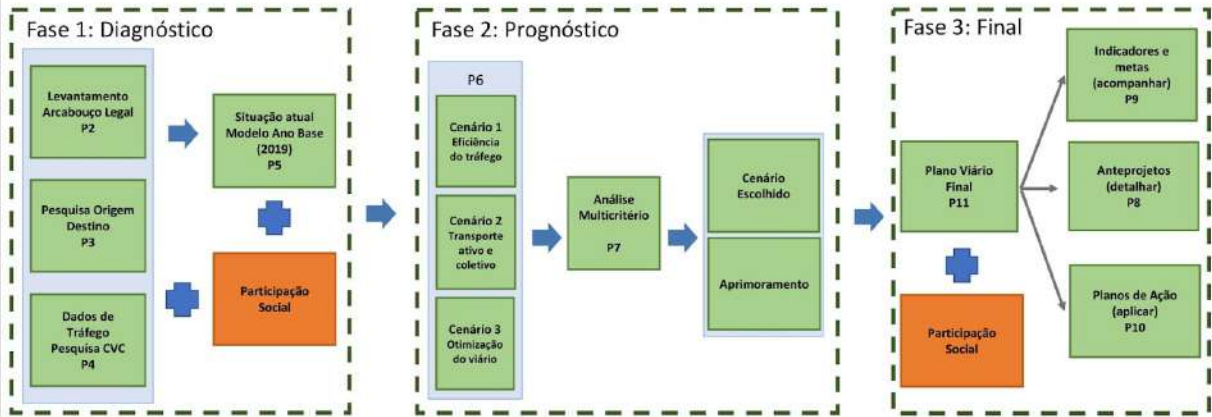 Fase 1: Diagnóstico
Levantamento
Arcabouço Legal
P2
Pesquisa Origem
Destino
P3
Dados de
Tráfego
Pesquisa CVC
P4
Situação atual
Modelo Ano Base
(2019)
P5
Participação
Social
Fase 2: Prognóstico
P6
Cenário 1
Eficiência
do tráfego
Cenário 2
Transporte
ativo e
coletivo
Cenário 3
Otimização
do viário
Análise
Multicritério
P7
Cenário
Escolhido
Aprimoramento
Fase 3: Final
Plano Viário
Final
P11
Participação
Social
Indicadores e
metas
(acompanhar)
P9
Anteprojetos
(detalhar)
P8
Planos de Ação
(aplicar)
P10